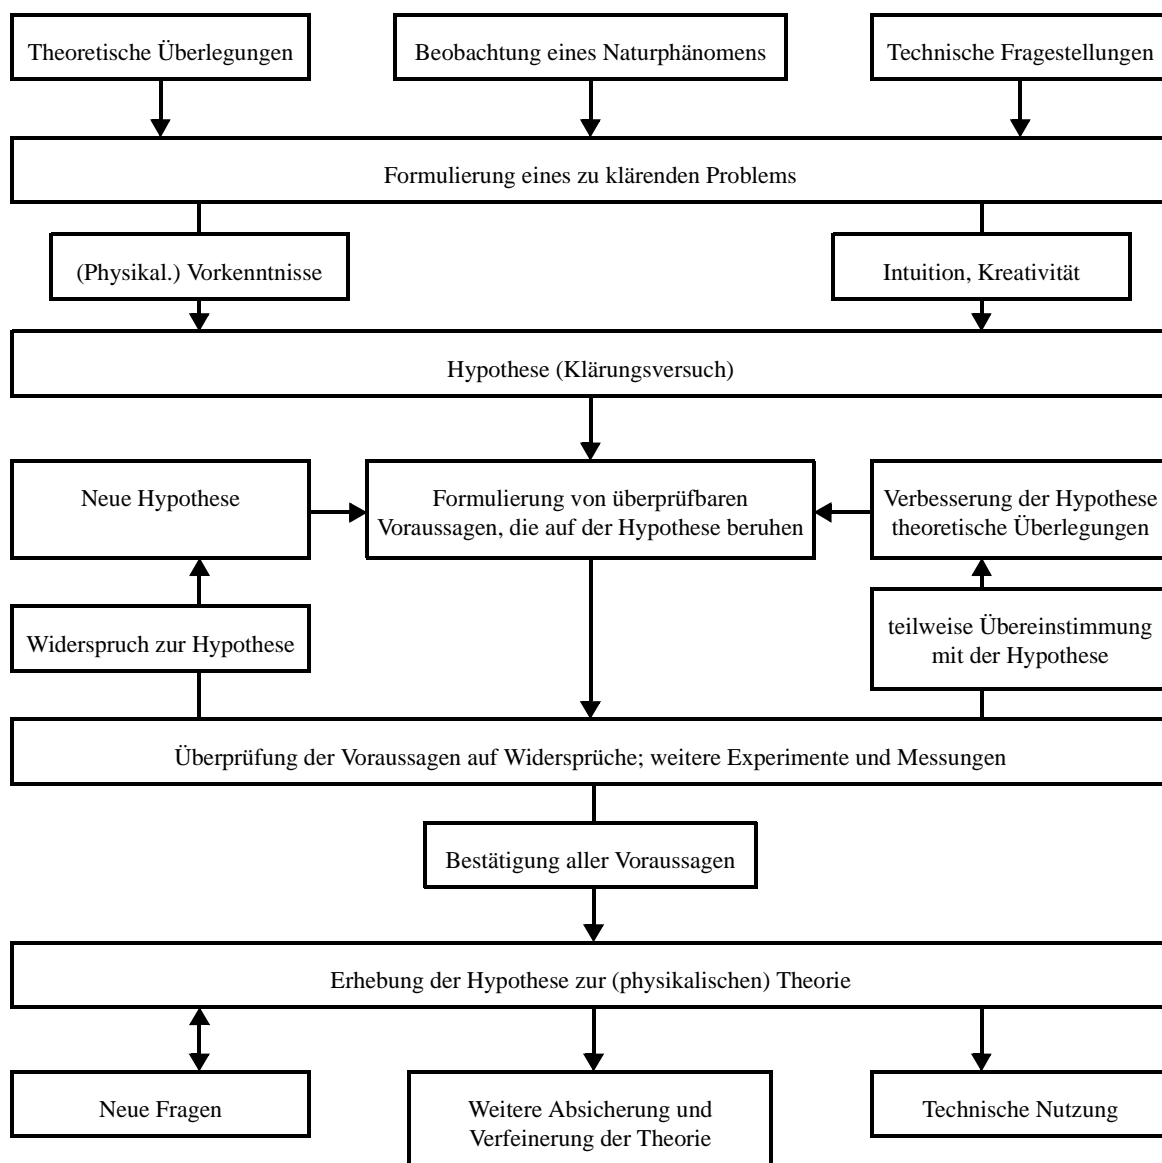 Theoretische Überlegungen
Beobachtung eines Naturphänomens
Technische Fragestellungen
Formulierung eines zu klärenden Problems
(Physikal.) Vorkenntnisse
Intuition, Kreativität
Hypothese (Klärungsversuch)
Neue Hypothese
Formulierung von überprüfbaren
Voraussagen, die auf der Hypothese beruhen
Verbesserung der Hypothese
theoretische Überlegungen
Widerspruch zur Hypothese
teilweise Übereinstimmung
mit der Hypothese
Überprüfung der Voraussagen auf Widersprüche; weitere Experimente und Messungen
Bestätigung aller Voraussagen
Erhebung der Hypothese zur (physikalischen) Theorie
Neue Fragen
Weitere Absicherung und
Verfeinerung der Theorie
Technische Nutzung